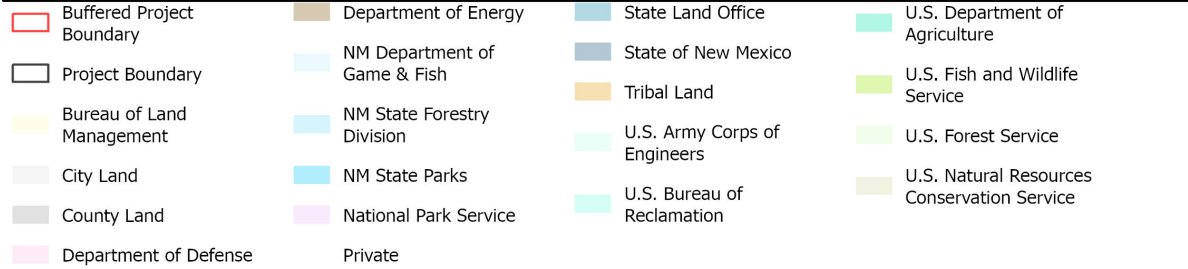 Buffered Project
Boundary
Project Boundary
Bureau of Land
Management
City Land
County Land
Department of Defense
Department of Energy
NM Department of
Game & Fish
NM State Forestry
Division
NM State Parks
National Park Service
Private
State Land Office
State of New Mexico
Tribal Land
U.S. Army Corps of
Engineers
U.S. Bureau of
Reclamation
U.S. Department of
Agriculture
U.S. Fish and Wildlife
Service
U.S. Forest Service
U.S. Natural Resources
Conservation Service